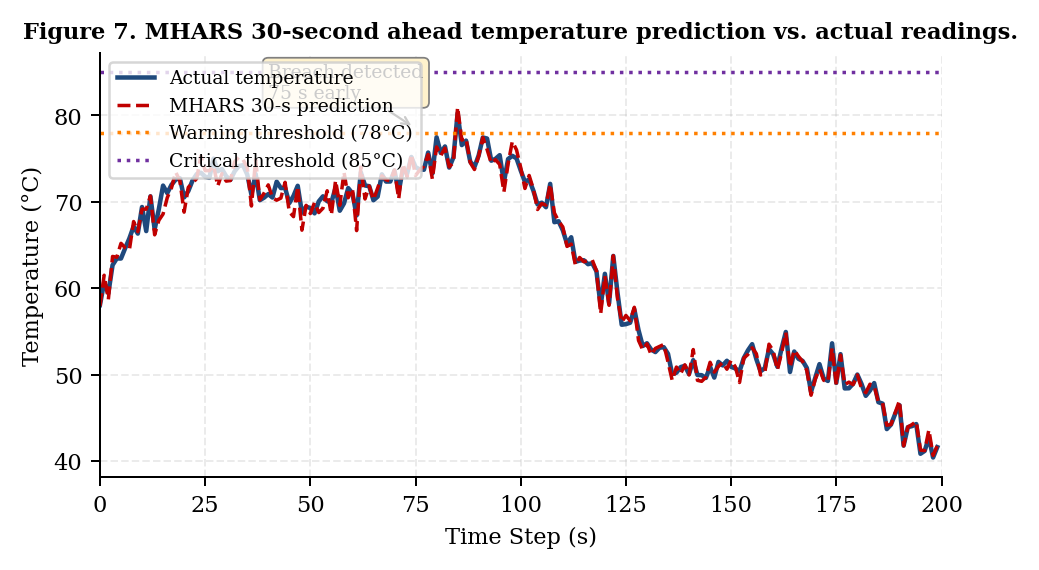 Figure 7. MHARS 30-second ahead temperature prediction vs. actual readings.
Breach detected
75 s early
Actual temperature
MHARS 30-s prediction
Warning threshold (78°C)
Critical threshold (85°C)
Temperature (°C)
80
70
60
50
40
0 25 50 75 100 125 150 175 200
Time Step (s)